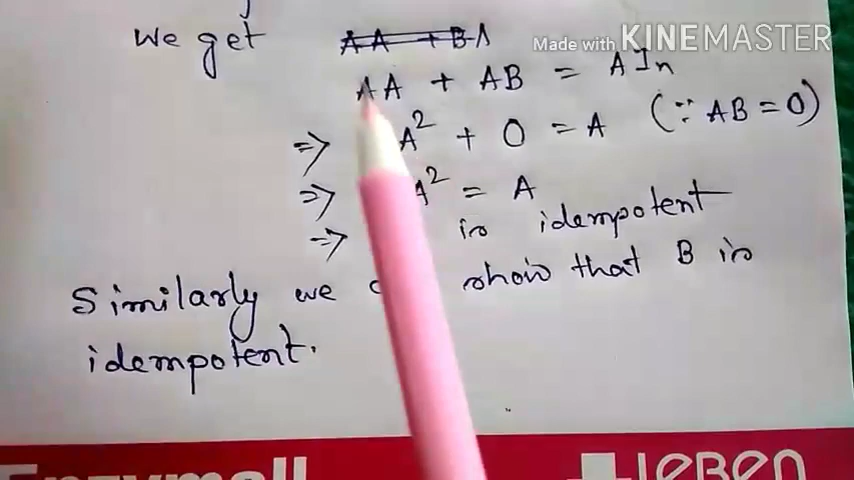 We get AA + BA
Made with KINEMASTER
AA + AB = A In
=> A² + 0 = A (∵ AB = 0)
=> A² = A
=> is idempotent
Similarly we show that B is
idempotent.